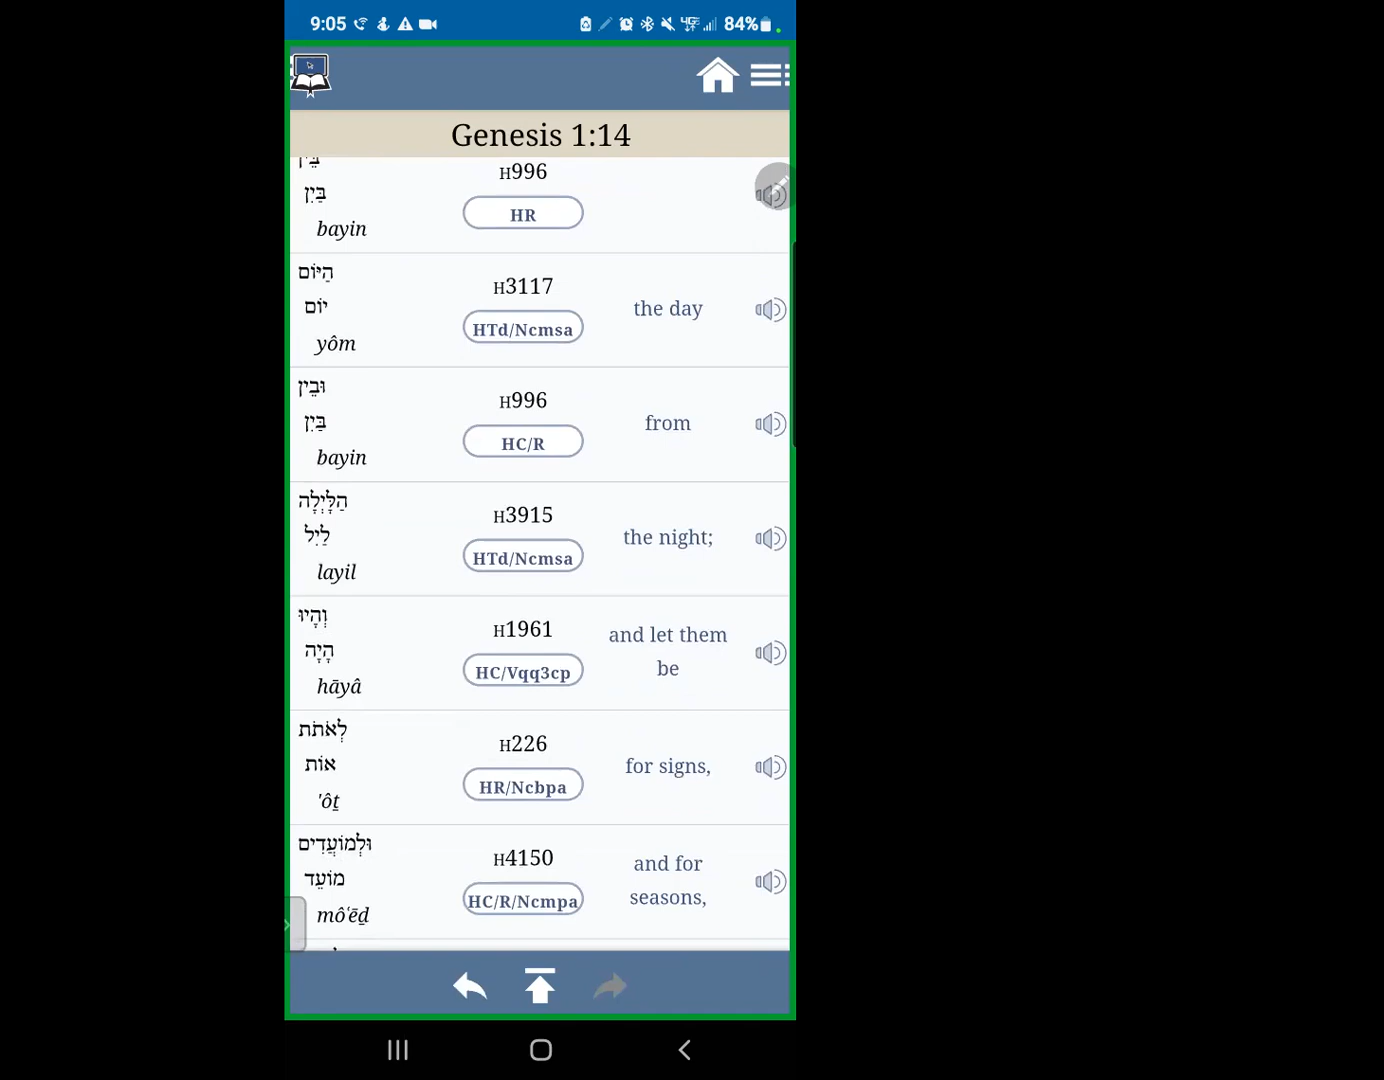 9:05
84%
Genesis 1:14
בֵּין
H996
בַּיִן
HR
bayin
הַיּוֹם
H3117
יוֹם
the day
HTd/Ncmsa
yôm
וּבֵין
H996
בַּיִן
from
HC/R
bayin
הַלָּיְלָה
H3915
לַיִל
the night;
HTd/Ncmsa
layil
וְהָיוּ
H1961
and let them
הָיָה
be
HC/Vqq3cp
hāyâ
לְאֹתֹת
H226
אוֹת
for signs,
HR/Ncbpa
'ôṯ
וּלְמוֹעֲדִים
H4150
and for
מוֹעֵד
seasons,
HC/R/Ncmpa
môʿēḏ